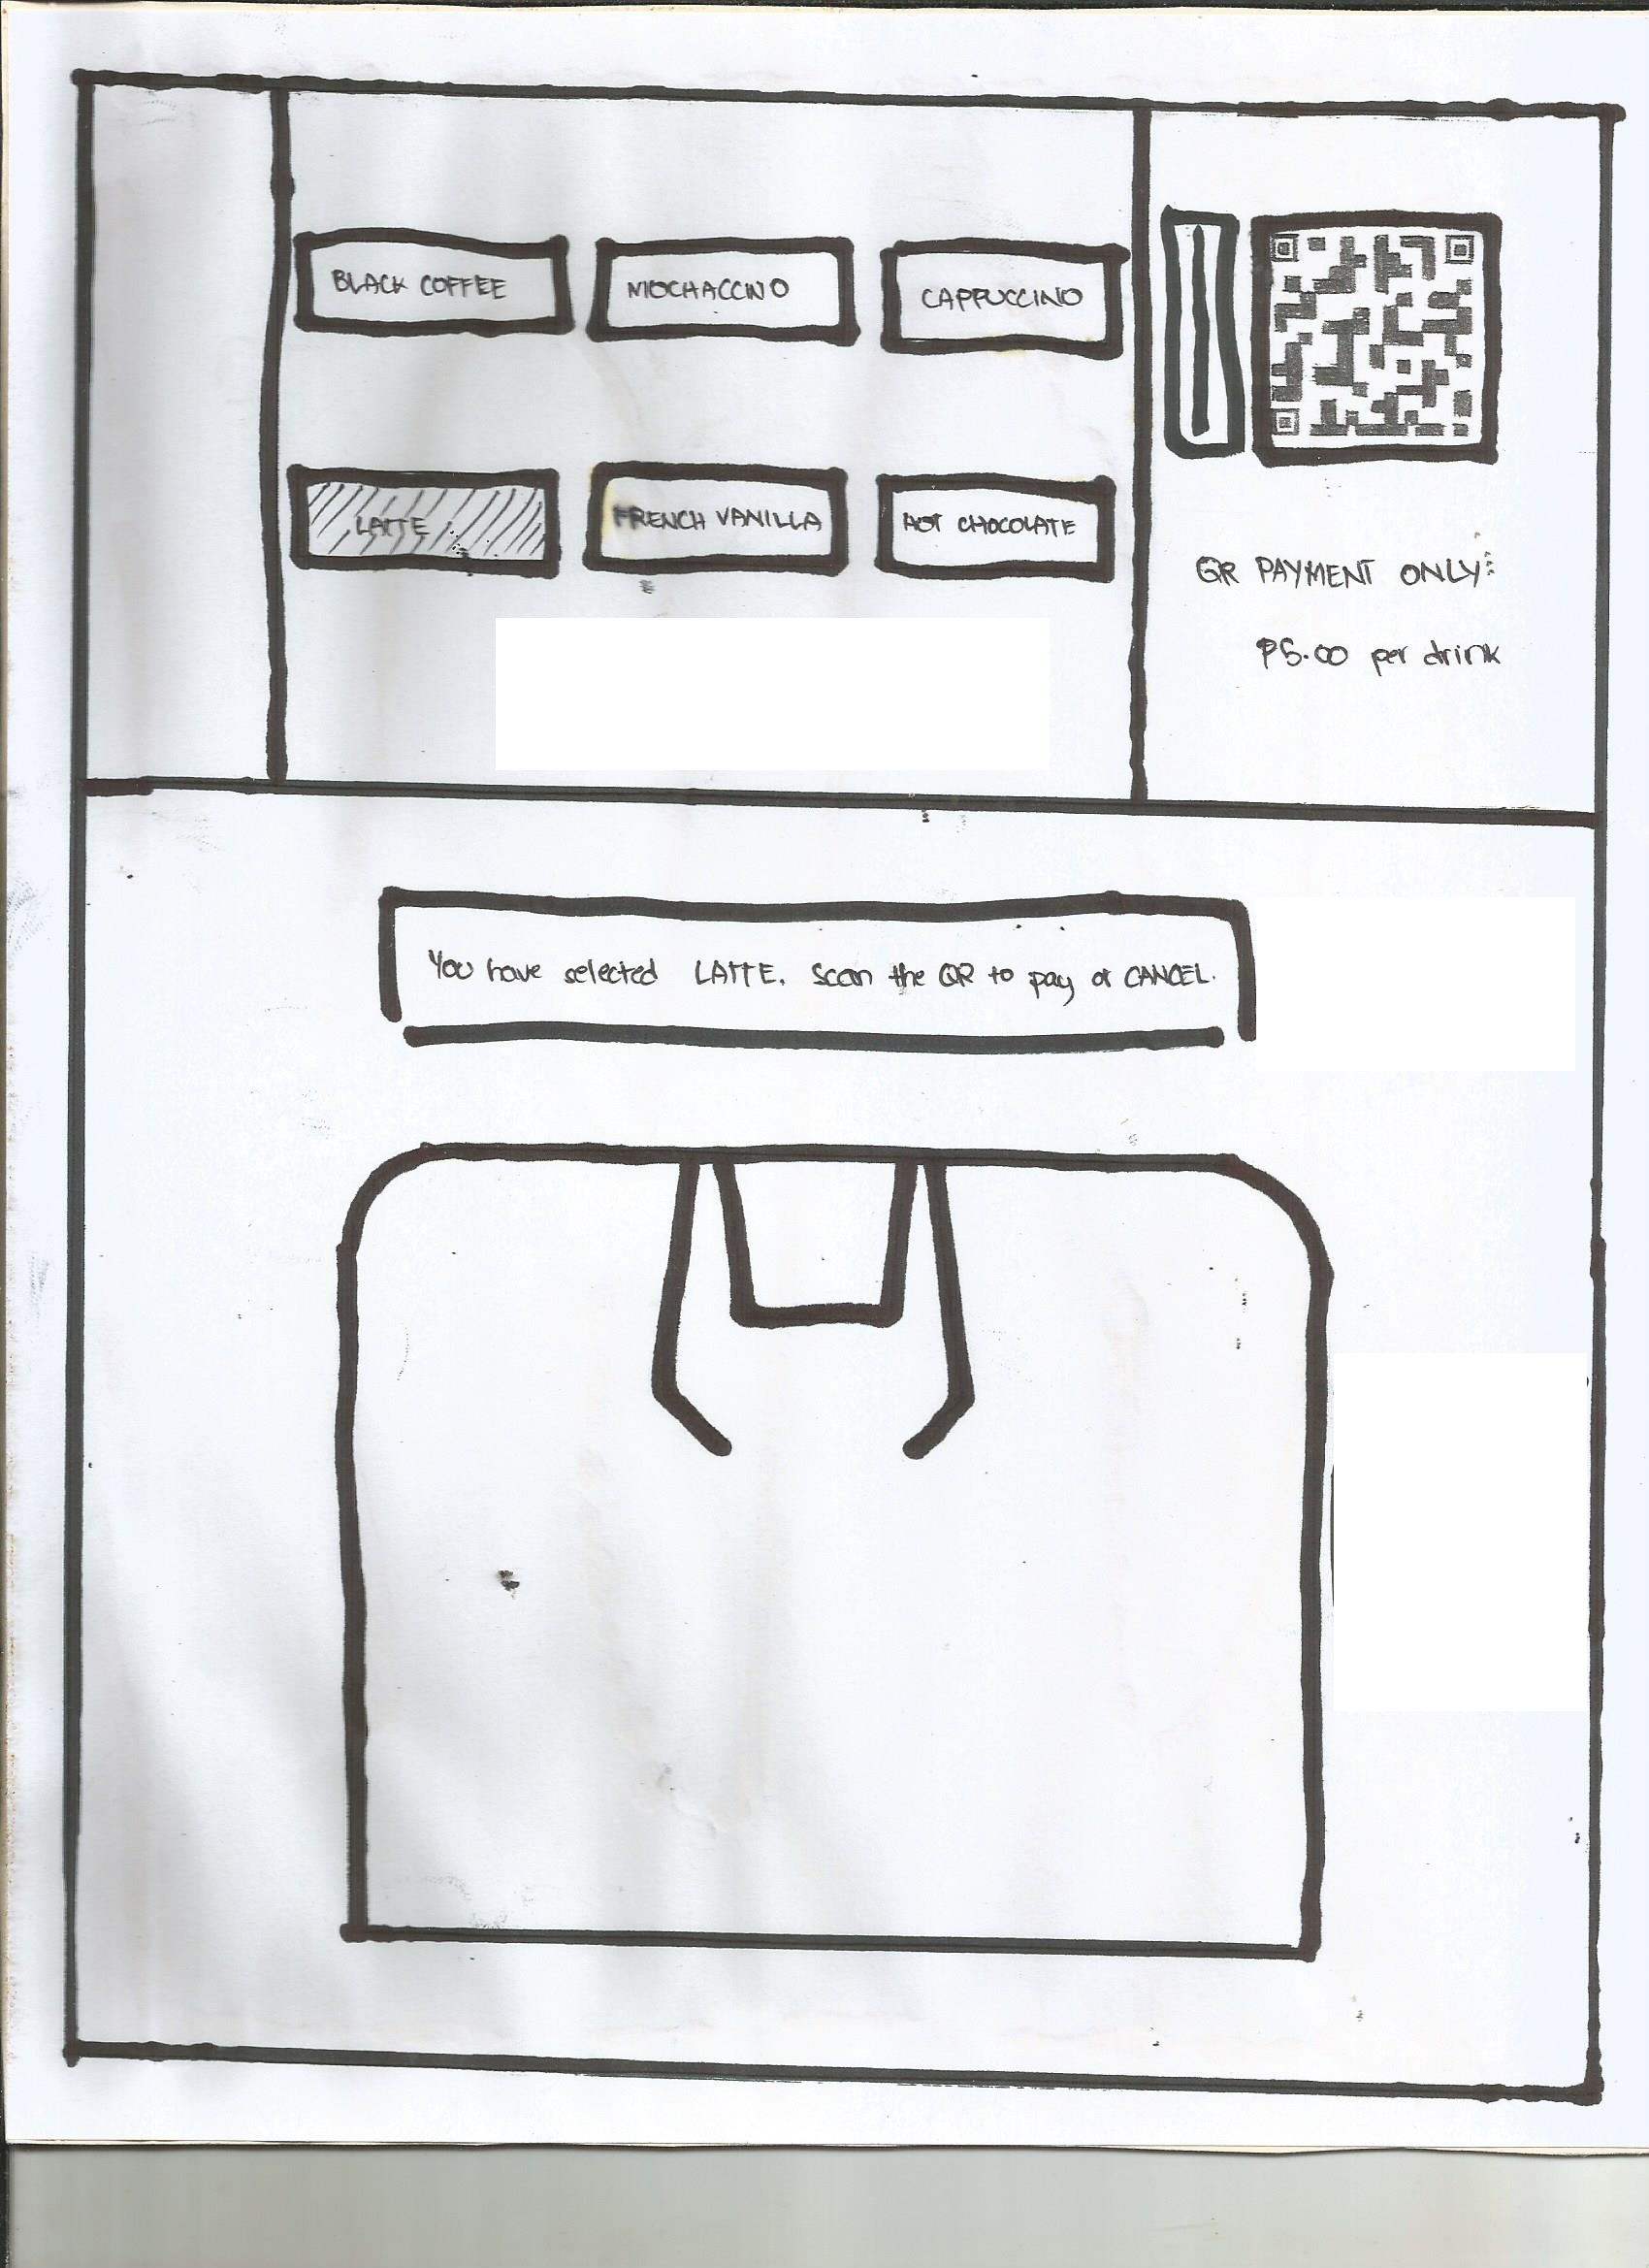 BLACK COFFEE
MOCHACCINO
CAPPUCCINO
LATTE
FRENCH VANILLA
HOT CHOCOLATE
QR PAYMENT ONLY:
₱5.00 per drink
You have selected LATTE. Scan the QR to pay or CANCEL.